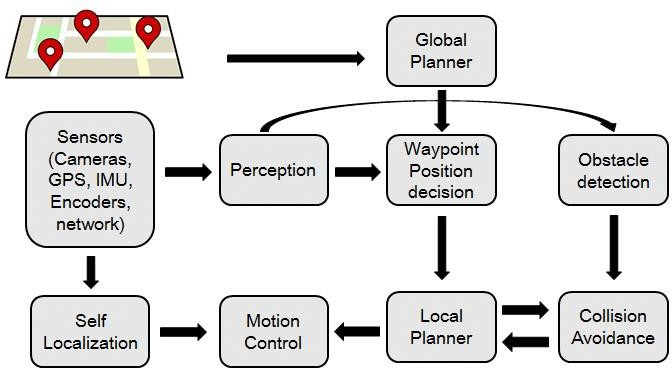 Global
Planner
Sensors
(Cameras,
GPS, IMU,
Encoders,
network)
Perception
Waypoint
Position
decision
Obstacle
detection
Self
Localization
Motion
Control
Local
Planner
Collision
Avoidance